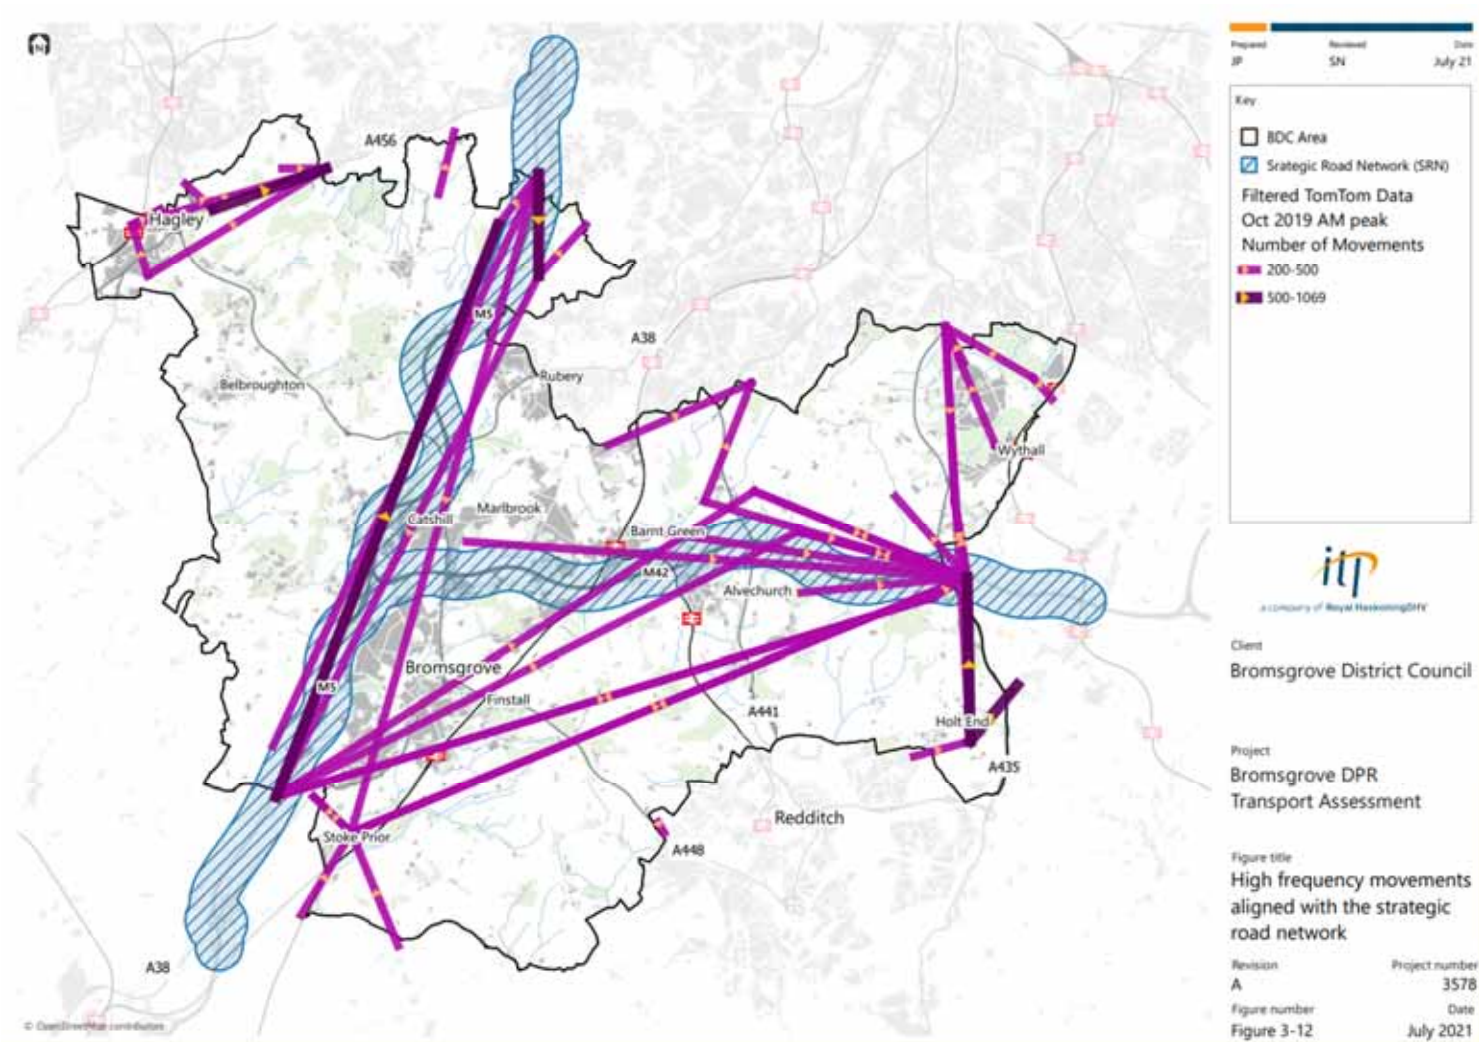 N
A456
Hagley
M5
A38
Rubery
Belbroughton
Wythall
Marlbrook
Catshill
Barnt Green
M42
Alvechurch
Bromsgrove
M5
Finstall
A441
Holt End
A435
Redditch
Stoke Prior
A448
A38
© OpenStreetMap contributors
Prepared Reviewed Date
JP SN July 21
Key
BDC Area
Srategic Road Network (SRN)
Filtered TomTom Data
Oct 2019 AM peak
Number of Movements
200-500
500-1069
itp
a company of Royal HaskoningDHV
Client
Bromsgrove District Council
Project
Bromsgrove DPR
Transport Assessment
Figure title
High frequency movements
aligned with the strategic
road network
Revision Project number
A 3578
Figure number Date
Figure 3-12 July 2021